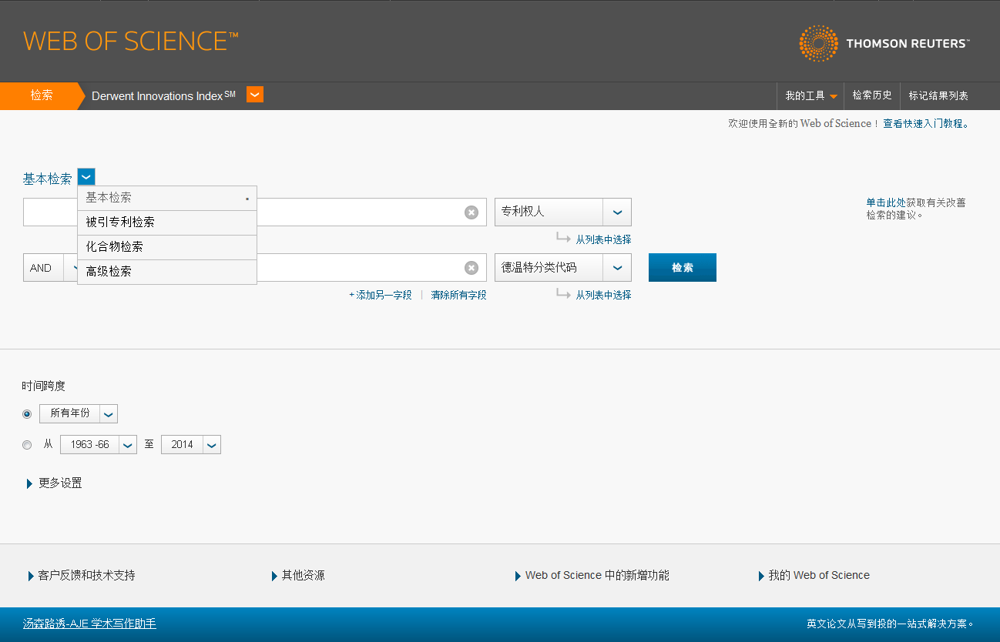 WEB OF SCIENCE™
THOMSON REUTERS™
检索
Derwent Innovations Index℠
我的工具
检索历史
标记结果列表
欢迎使用全新的 Web of Science！ 查看快速入门教程。
基本检索
基本检索
被引专利检索
化合物检索
高级检索
专利权人
从列表中选择
单击此处获取有关改善
检索的建议。
AND
德温特分类代码
检索
+ 添加另一字段 | 清除所有字段
从列表中选择
时间跨度
所有年份
从 1963 -66 至 2014
更多设置
客户反馈和技术支持
其他资源
Web of Science 中的新增功能
我的 Web of Science
汤森路透-AJE 学术写作助手
英文论文从写到投的一站式解决方案。